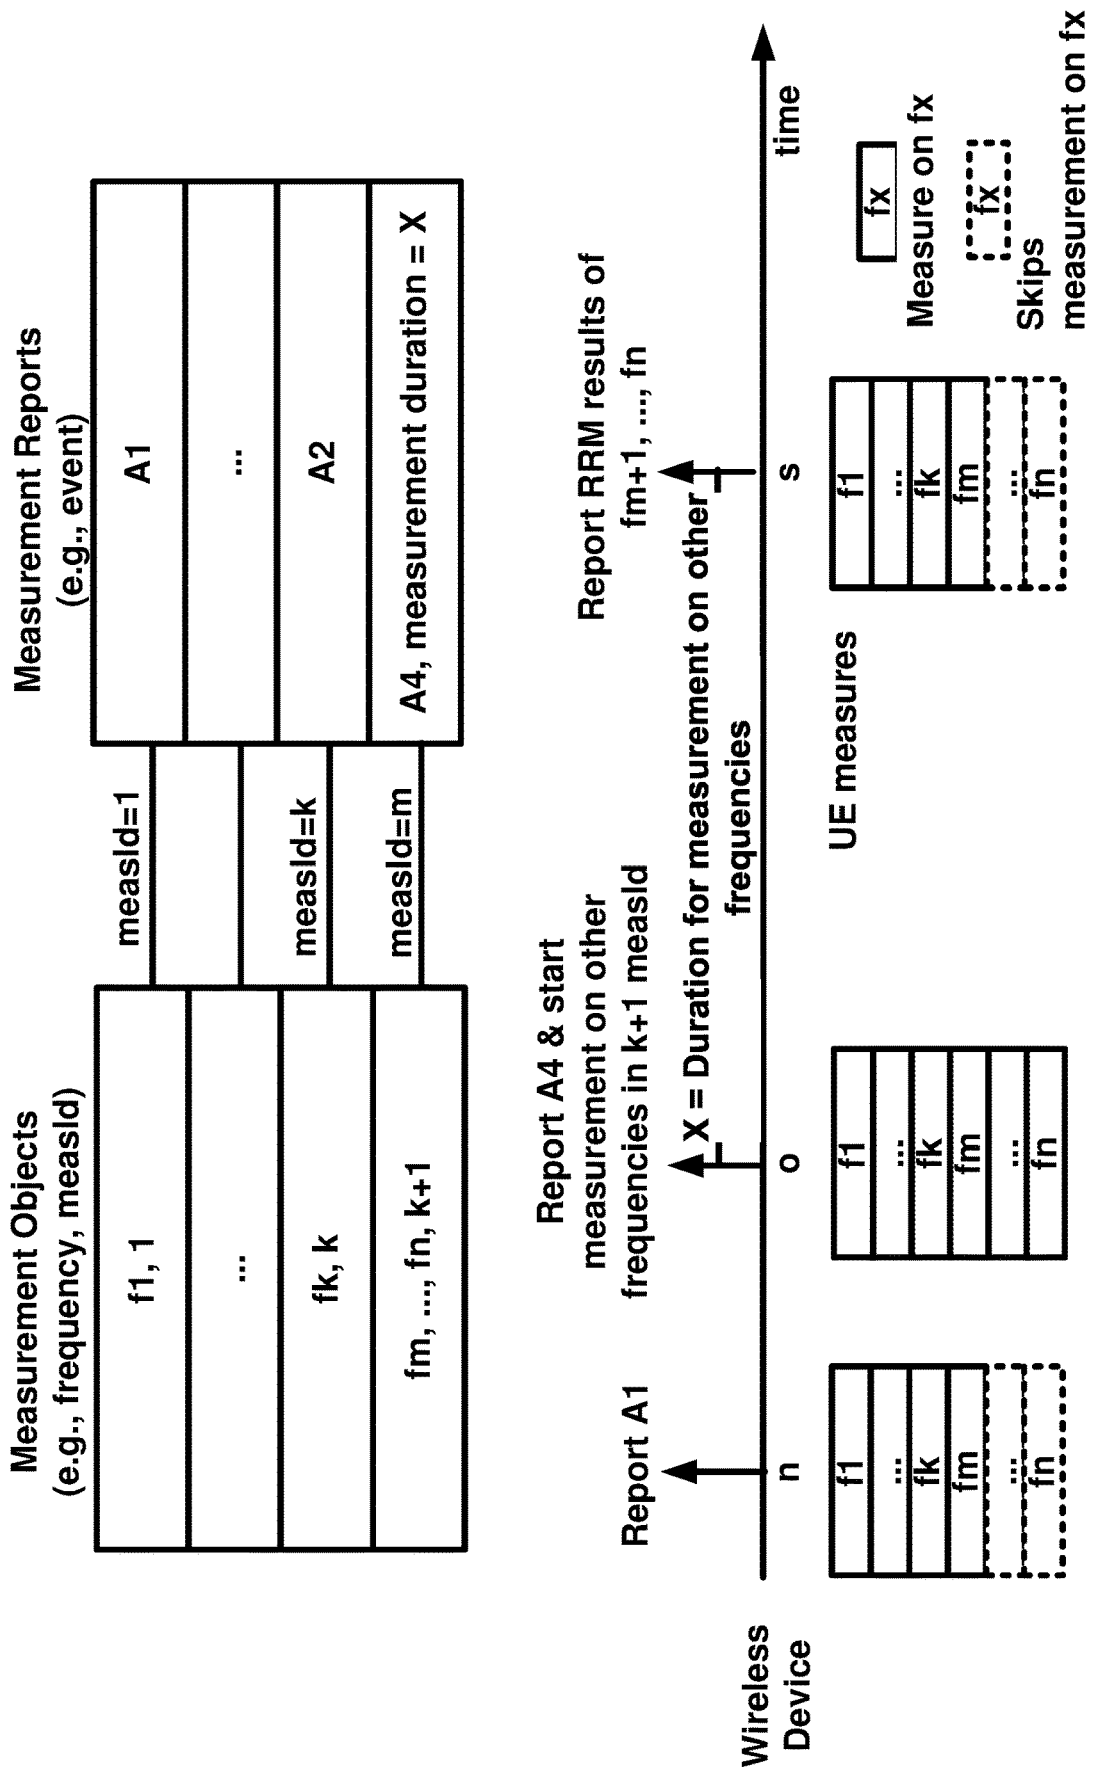 Measurement Objects
(e.g., frequency, measId)
Measurement Reports
(e.g., event)
f1, 1
measId=1
A1
...
...
fk, k
measId=k
A2
fm, ..., fn, k+1
measId=m
A4, measurement duration = X
Report A1
Report A4 & start
measurement on other
frequencies in k+1 measId
Report RRM results of
fm+1, ..., fn
X = Duration for measurement on other
frequencies
Wireless
Device
n
o
s
time
UE measures
f1
...
fk
fm
...
fn
f1
...
fk
fm
...
fn
f1
...
fk
fm
...
fn
fx
Measure on fx
fx
Skips
measurement on fx